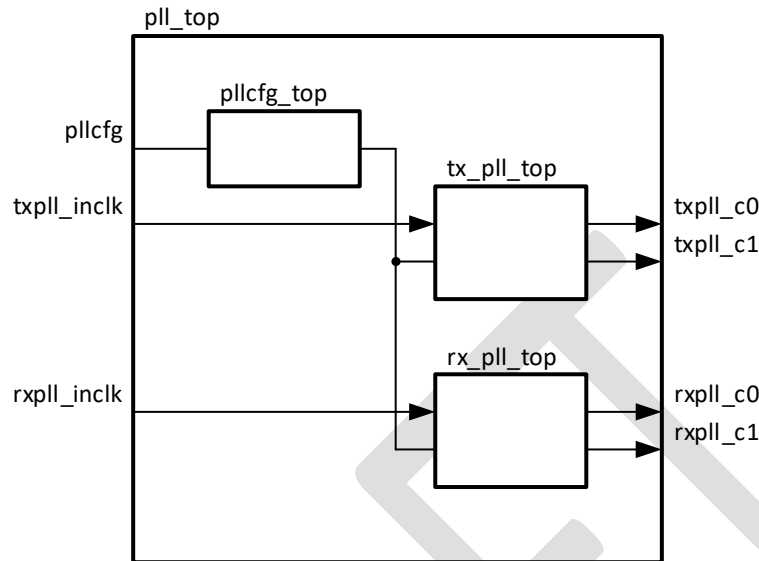 pll_top
pllcfg_top
pllcfg
tx_pll_top
txpll_inclk
txpll_c0
txpll_c1
rx_pll_top
rxpll_inclk
rxpll_c0
rxpll_c1